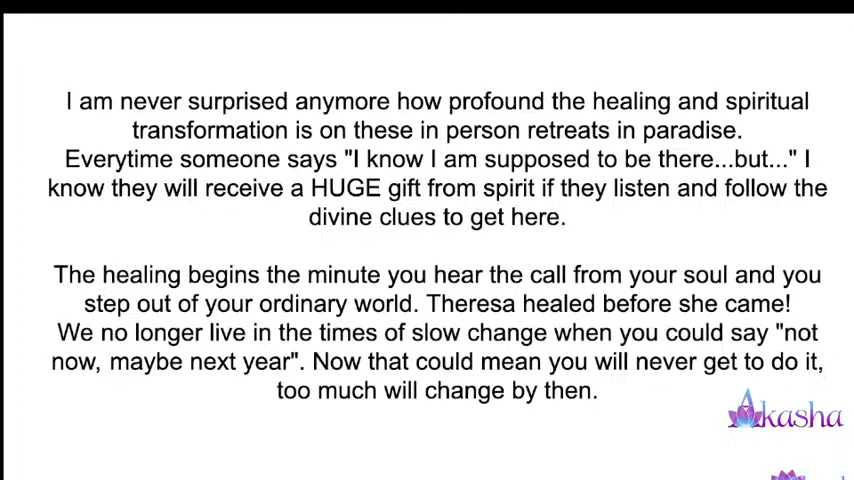 I am never surprised anymore how profound the healing and spiritual
transformation is on these in person retreats in paradise.
Everytime someone says "I know I am supposed to be there...but..." I
know they will receive a HUGE gift from spirit if they listen and follow the
divine clues to get here.
The healing begins the minute you hear the call from your soul and you
step out of your ordinary world. Theresa healed before she came!
We no longer live in the times of slow change when you could say "not
now, maybe next year". Now that could mean you will never get to do it,
too much will change by then.
Akasha